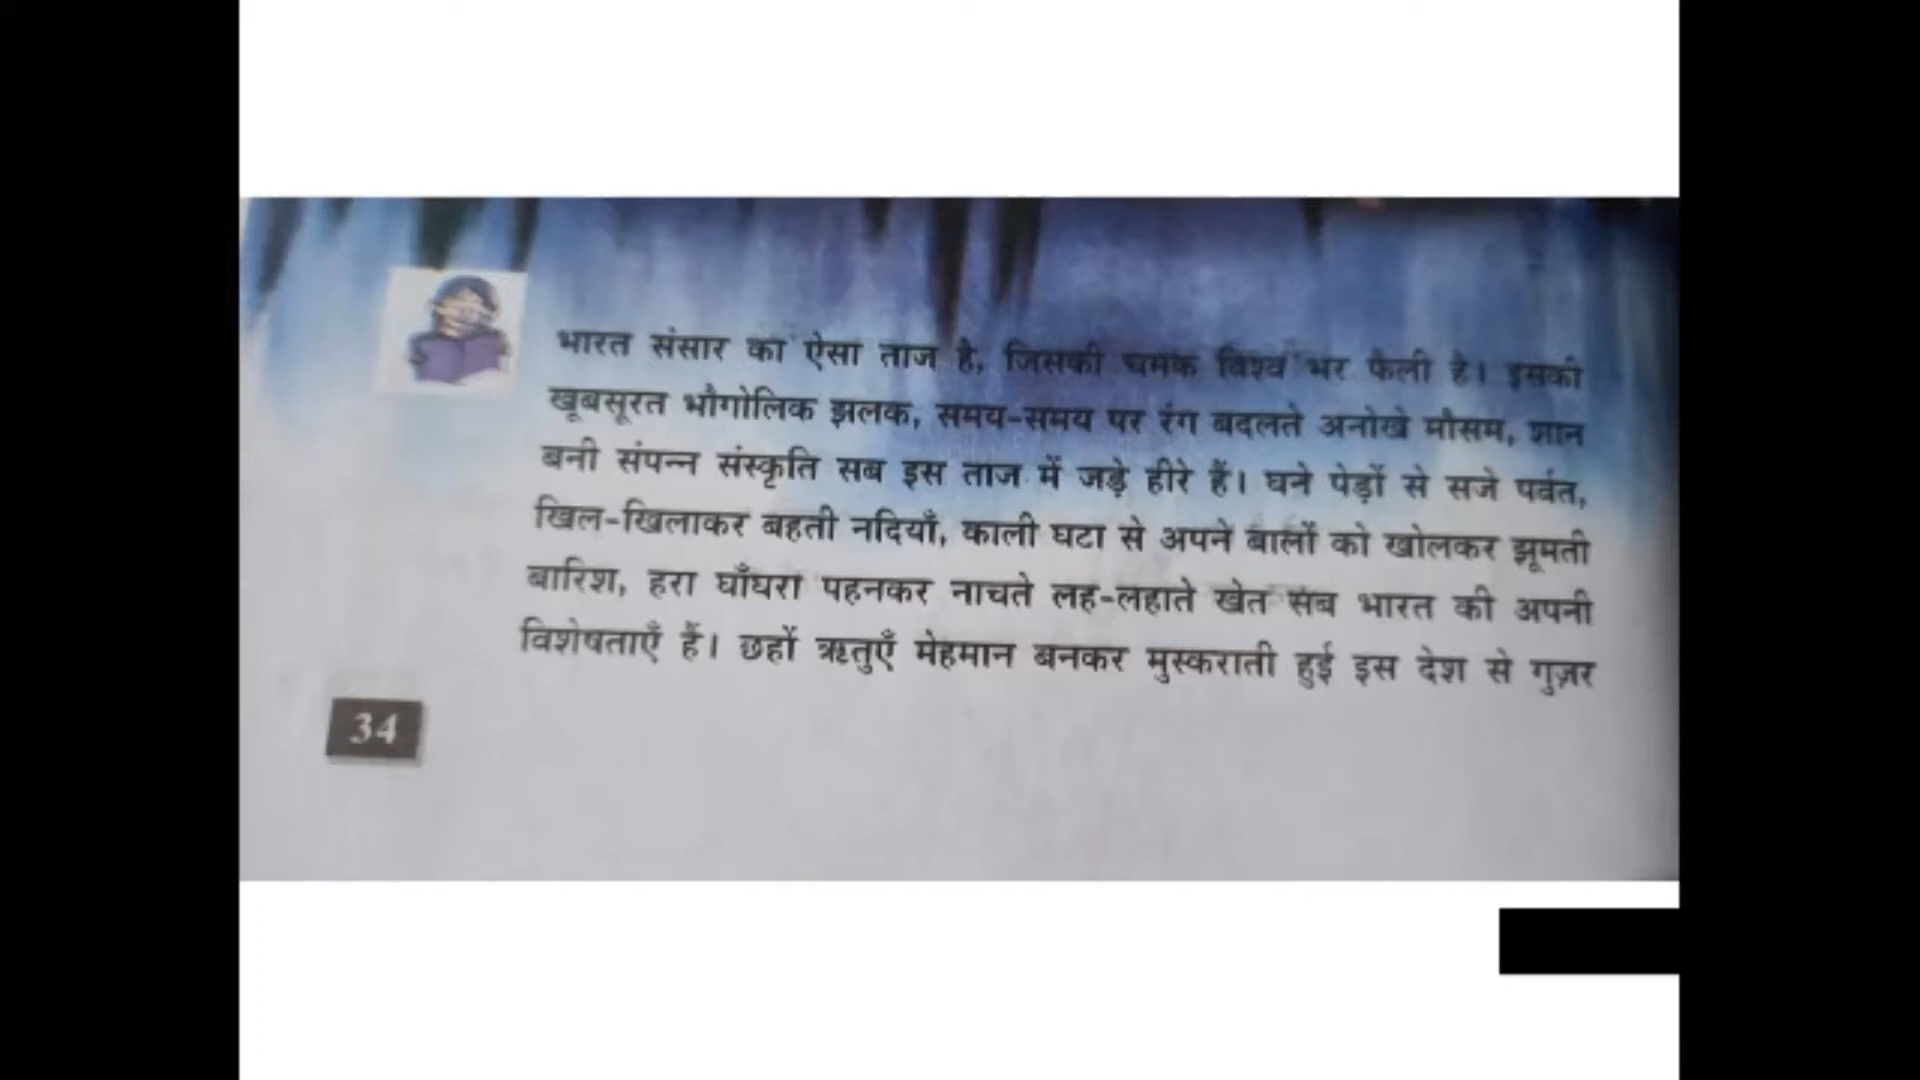 भारत संसार का ऐसा ताज है, जिसकी चमक विश्व भर फैली है। इसकी
खूबसूरत भौगोलिक झलक, समय-समय पर रंग बदलते अनोखे मौसम, शान
बनी संपन्न संस्कृति सब इस ताज में जड़े हीरे हैं। घने पेड़ों से सजे पर्वत,
खिल-खिलाकर बहती नदियाँ, काली घटा से अपने बालों को खोलकर झूमती
बारिश, हरा घाँघरा पहनकर नाचते लह-लहाते खेत सब भारत की अपनी
विशेषताएँ हैं। छहों ऋतुएँ मेहमान बनकर मुस्कराती हुई इस देश से गुज़र
34